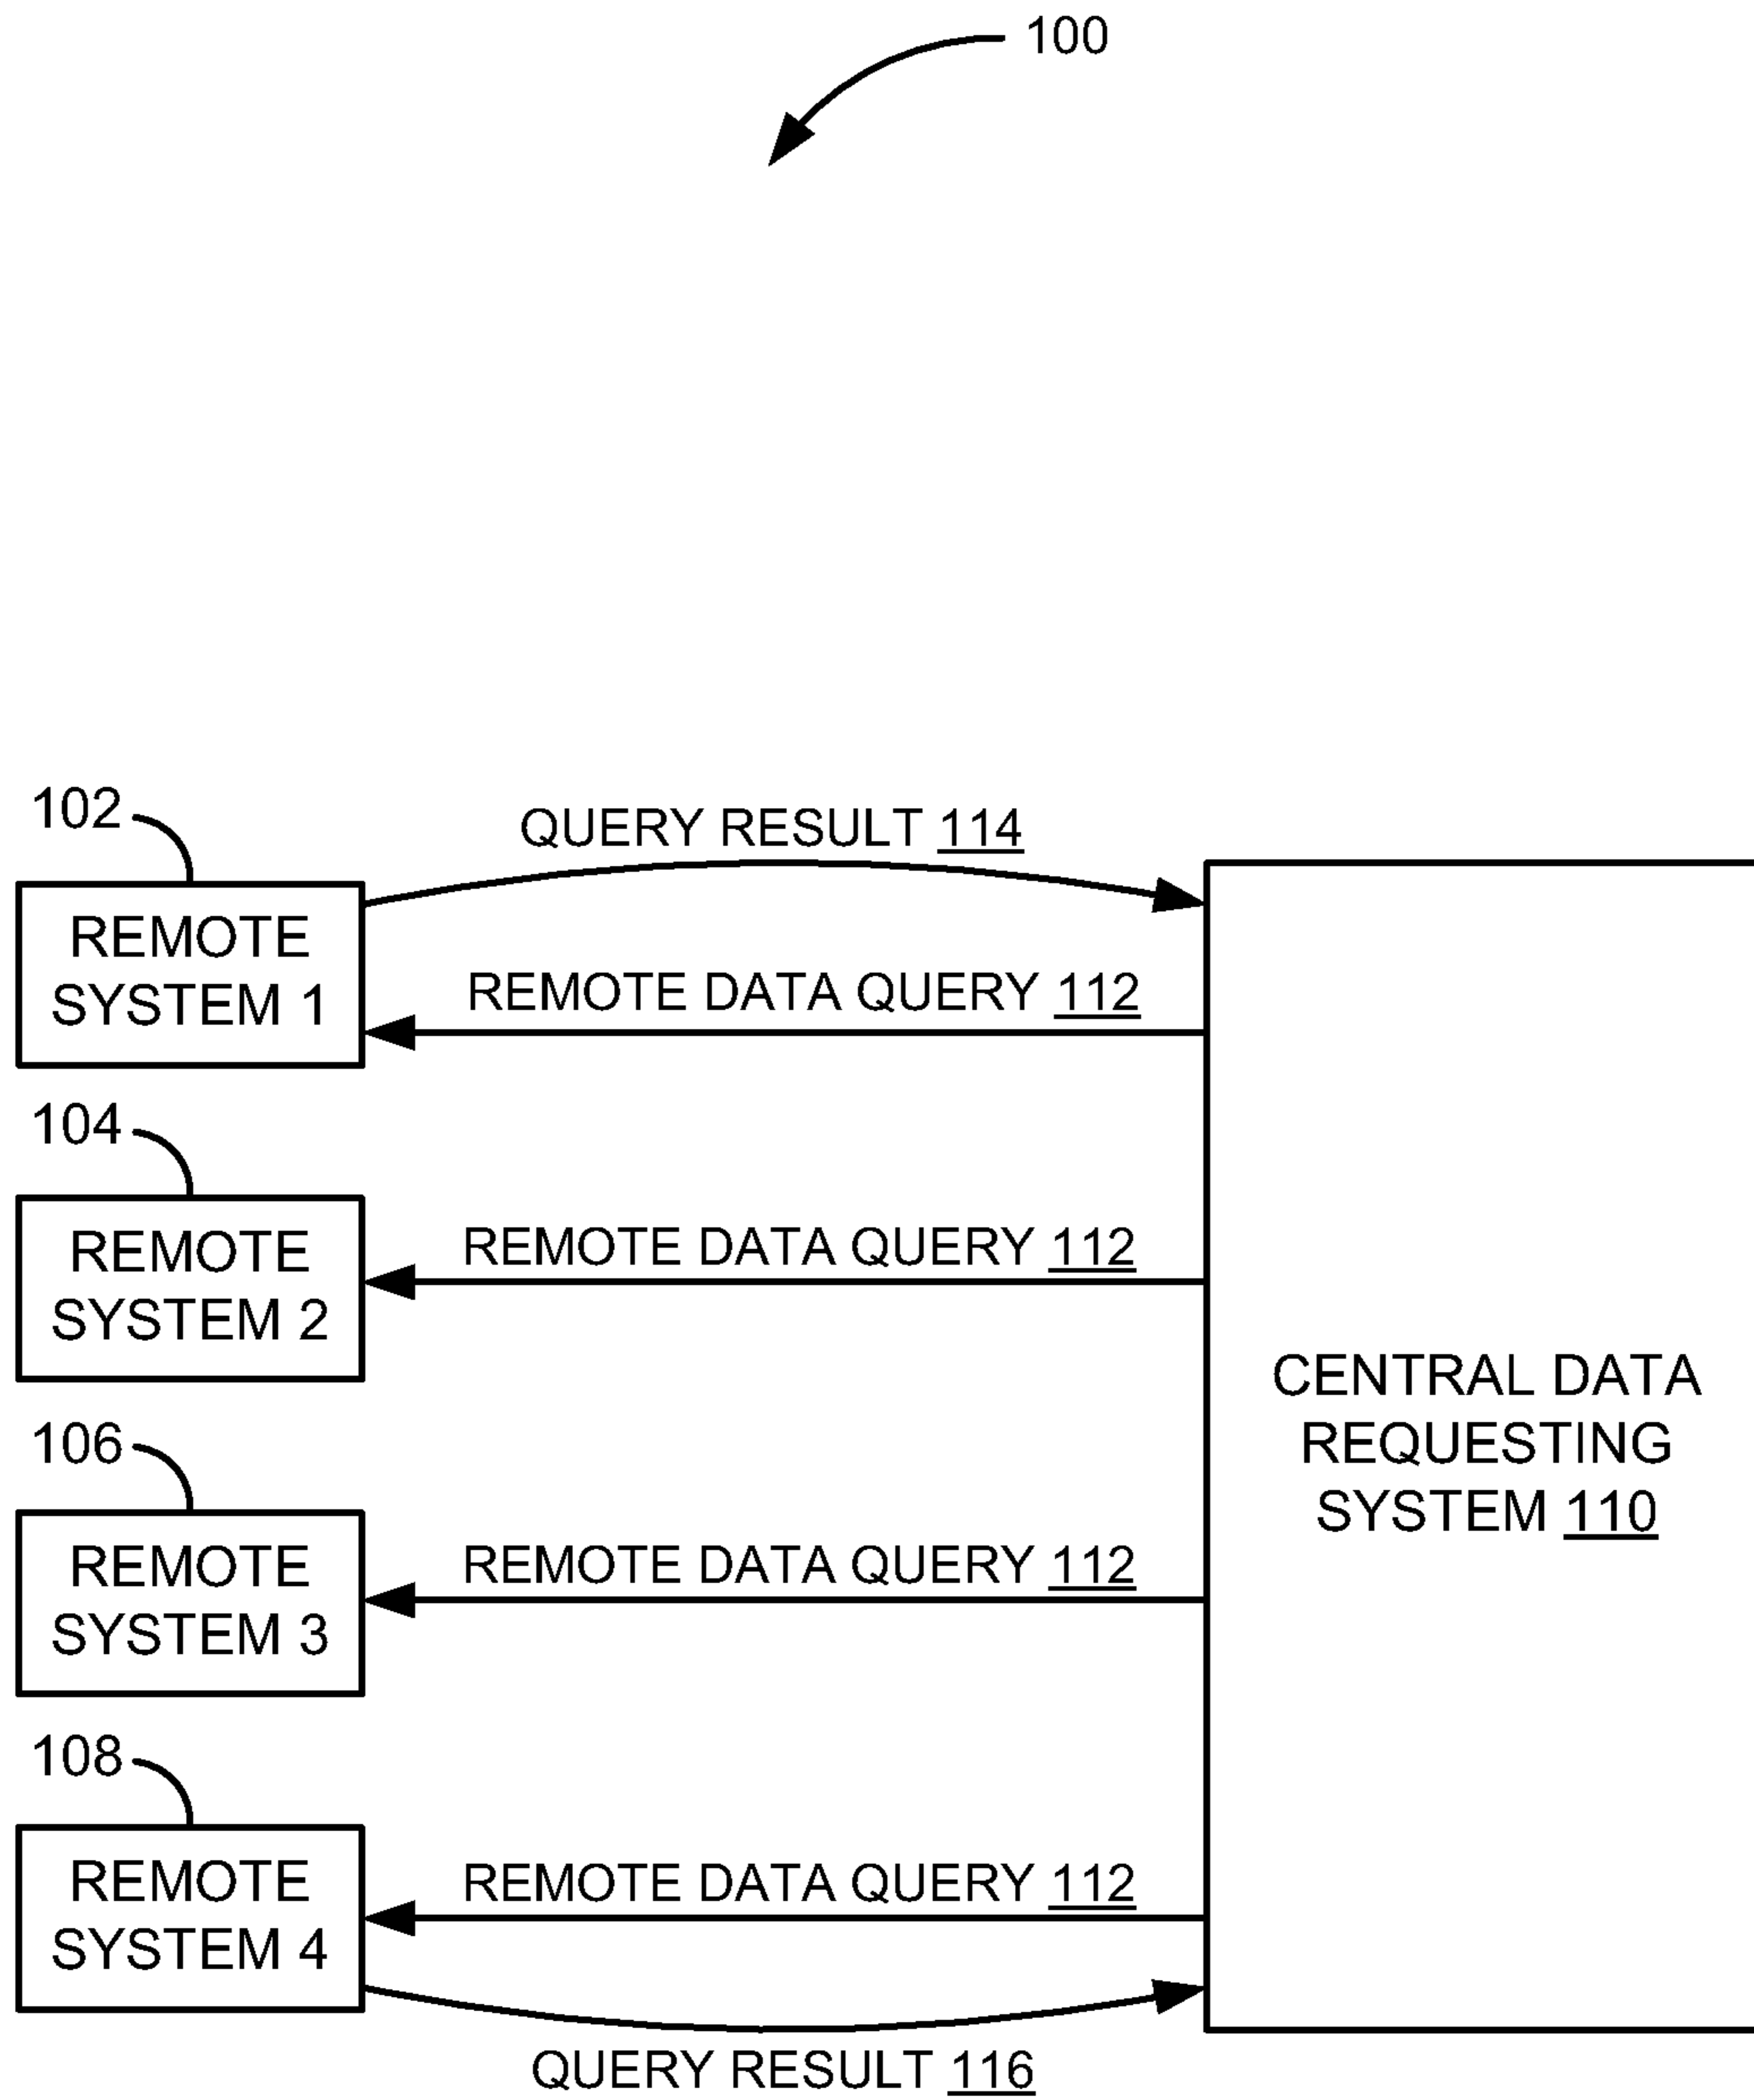 100
102
QUERY RESULT 114
REMOTE
SYSTEM 1
REMOTE DATA QUERY 112
104
REMOTE
SYSTEM 2
REMOTE DATA QUERY 112
CENTRAL DATA
REQUESTING
SYSTEM 110
106
REMOTE
SYSTEM 3
REMOTE DATA QUERY 112
108
REMOTE
SYSTEM 4
REMOTE DATA QUERY 112
QUERY RESULT 116